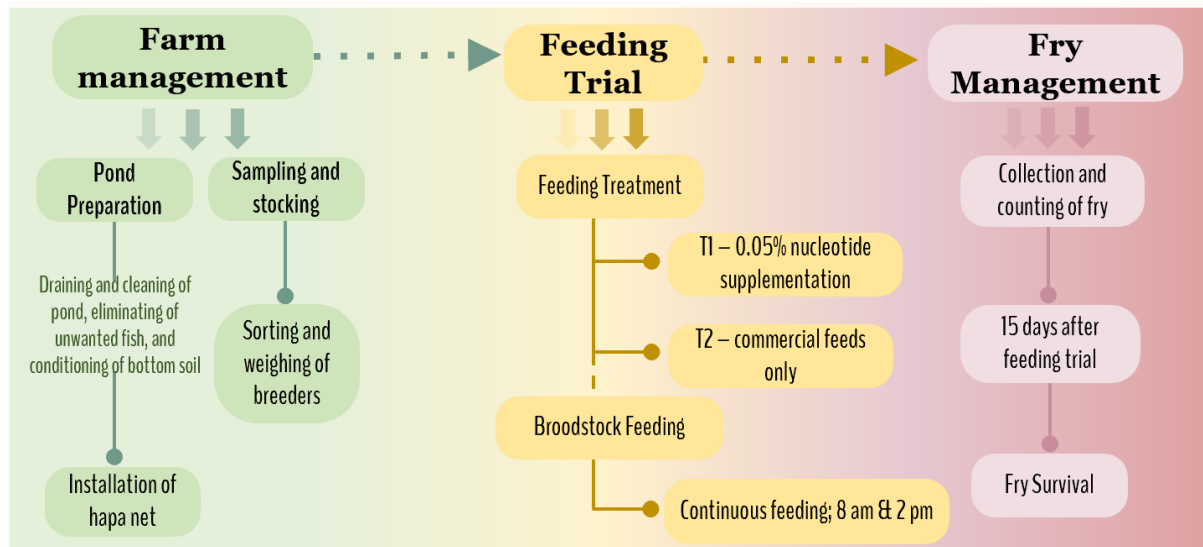 Farm
management
Pond
Preparation
Draining and cleaning of
pond, eliminating of
unwanted fish, and
conditioning of bottom soil
Installation of
hapa net
Sampling and
stocking
Sorting and
weighing of
breeders
Feeding
Trial
Feeding Treatment
T1 – 0.05% nucleotide
supplementation
T2 – commercial feeds
only
Broodstock Feeding
Continuous feeding; 8 am & 2 pm
Fry
Management
Collection and
counting of fry
15 days after
feeding trial
Fry Survival